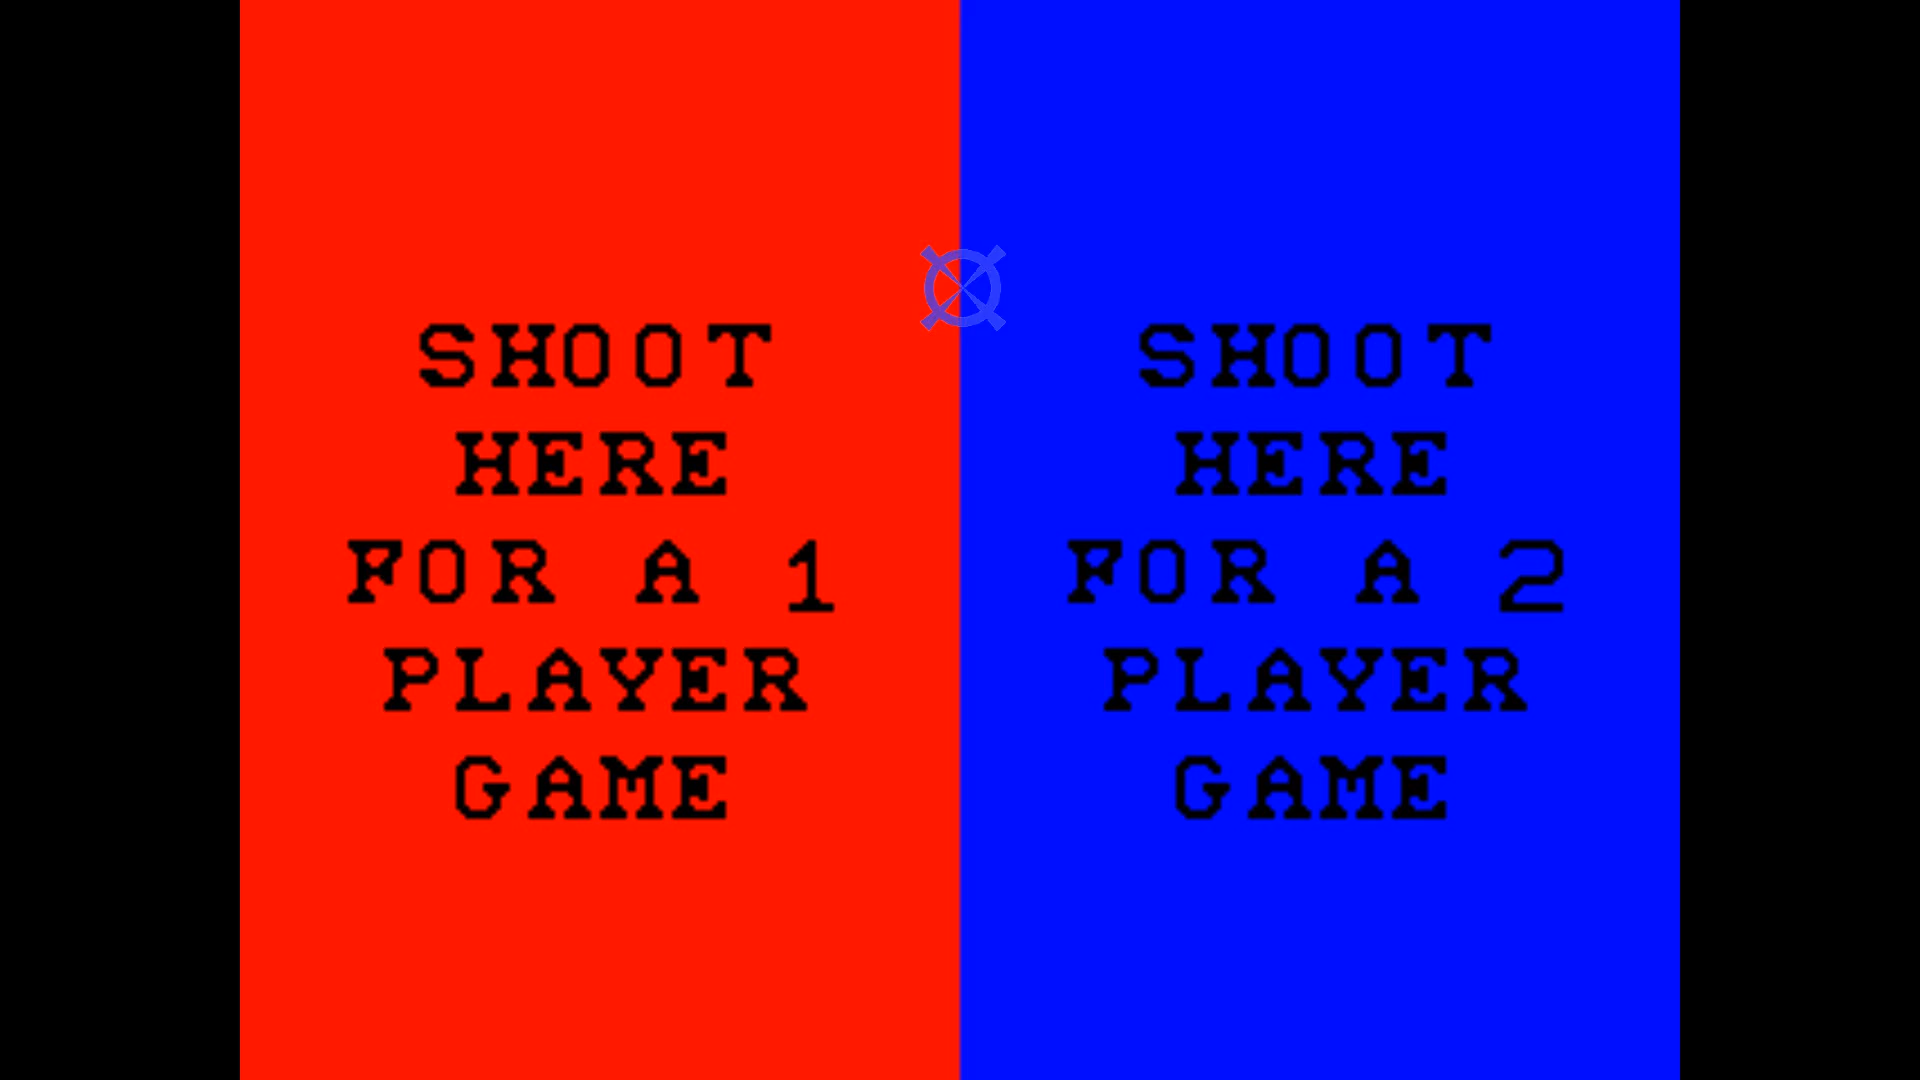 SHOOT
HERE
FOR A 1
PLAYER
GAME
SHOOT
HERE
FOR A 2
PLAYER
GAME